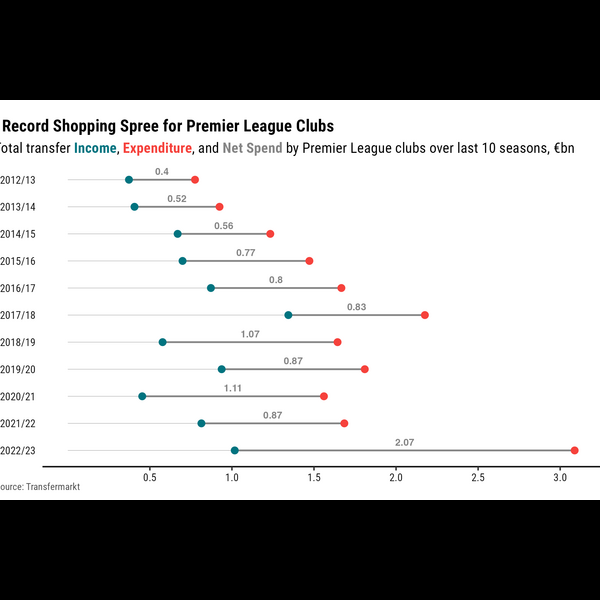 Record Shopping Spree for Premier League Clubs
otal transfer Income, Expenditure, and Net Spend by Premier League clubs over last 10 seasons, €bn
2012/13 0.4
2013/14 0.52
2014/15 0.56
2015/16 0.77
2016/17 0.8
2017/18 0.83
2018/19 1.07
2019/20 0.87
2020/21 1.11
2021/22 0.87
2022/23 2.07
0.5 1.0 1.5 2.0 2.5 3.0
ource: Transfermarkt